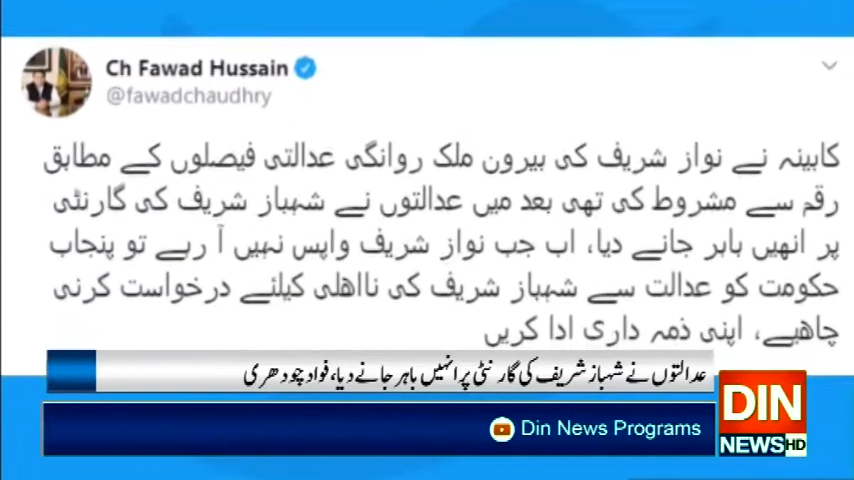 Ch Fawad Hussain
@fawadchaudhry
کابینہ نے نواز شریف کی بیرون ملک روانگی عدالتی فیصلوں کے مطابق
رقم سے مشروط کی تھی بعد میں عدالتوں نے شہباز شریف کی گارنٹی
پر انھیں باہر جانے دیا، اب جب نواز شریف واپس نہیں آ رہے تو پنجاب
حکومت کو عدالت سے شہباز شریف کی نااھلی کیلئے درخواست کرنی
چاھیے، اپنی ذمہ داری ادا کریں
عدالتوں نے شہباز شریف کی گارنٹی پر انہیں باہر جانے دیا، فواد چودھری
Din News Programs
DIN
NEWS HD